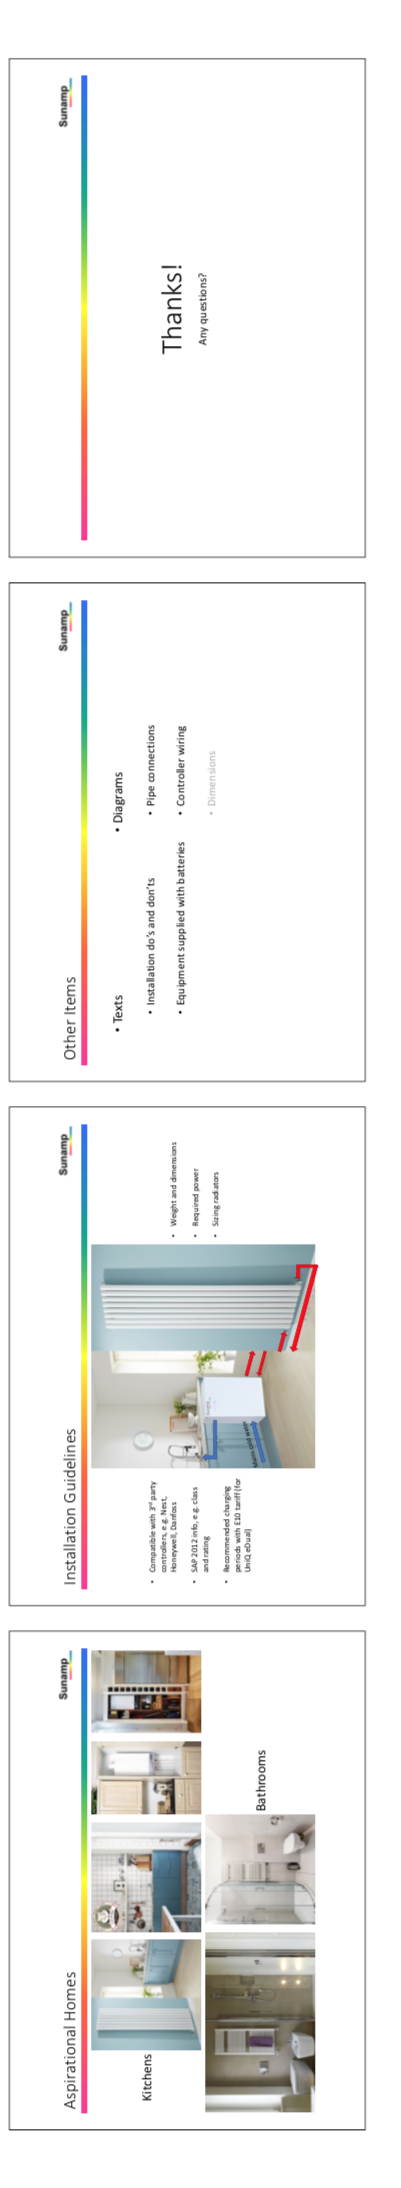 Sunamp
Thanks!
Any questions?
Other Items
Sunamp
• Texts
• Installation do's and don'ts
• Equipment supplied with batteries
• Diagrams
• Pipe connections
• Controller wiring
• Dimensions
Installation Guidelines
Sunamp
• Compatible with 3rd party
controllers, e.g. Nest,
Honeywell, Danfoss
• SAP 2012 info, e.g. class
and rating
• Recommended charging
periods with E10 tariff (for
UniQ eDual)
Mains cold water
• Weight and dimensions
• Required power
• Sizing radiators
Aspirational Homes
Sunamp
Kitchens
Bathrooms